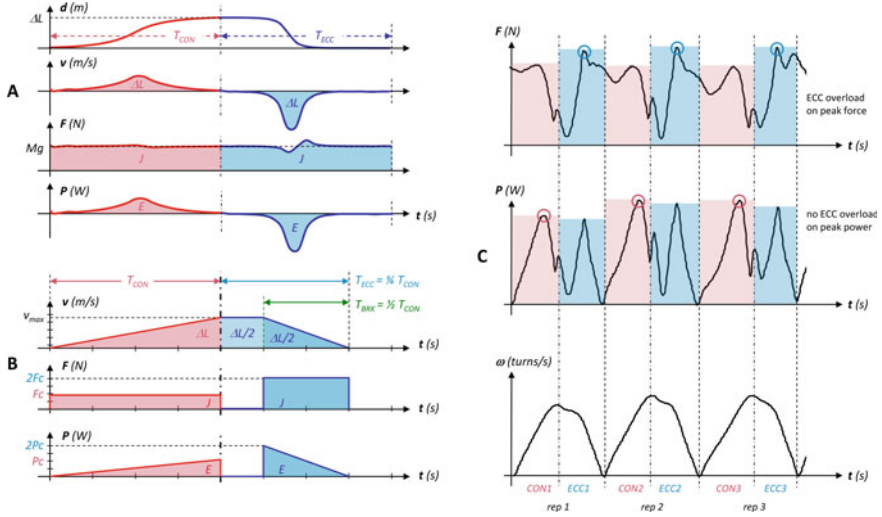 A
d (m)
ΔL
T_CON
T_ECC
v (m/s)
ΔL
ΔL
F (N)
Mg
J
J
P (W)
t (s)
E
E
B
T_CON
T_ECC = ¾ T_CON
T_BRK = ½ T_CON
v (m/s)
v_max
ΔL
ΔL/2
ΔL/2
t (s)
F (N)
2Fc
Fc
J
J
t (s)
P (W)
2Pc
Pc
E
E
t (s)
C
F (N)
ECC overload
on peak force
t (s)
P (W)
no ECC overload
on peak power
t (s)
ω (turns/s)
t (s)
CON1 ECC1 CON2 ECC2 CON3 ECC3
rep 1 rep 2 rep 3